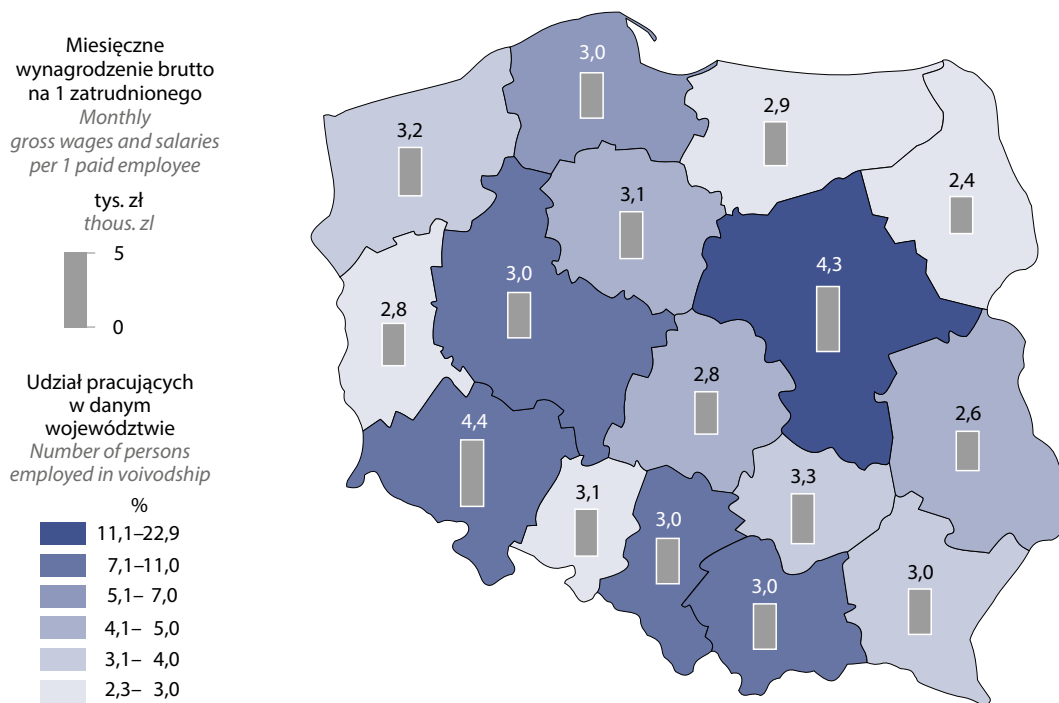 Miesięczne
wynagrodzenie brutto
na 1 zatrudnionego
Monthly
gross wages and salaries
per 1 paid employee
tys. zł
thous. zl
5
0
Udział pracujących
w danym
województwie
Number of persons
employed in voivodship
%
11,1–22,9
7,1–11,0
5,1– 7,0
4,1– 5,0
3,1– 4,0
2,3– 3,0
3,0
2,9
3,2
2,4
3,1
4,3
3,0
2,8
2,8
2,6
4,4
3,3
3,1
3,0
3,0
3,0